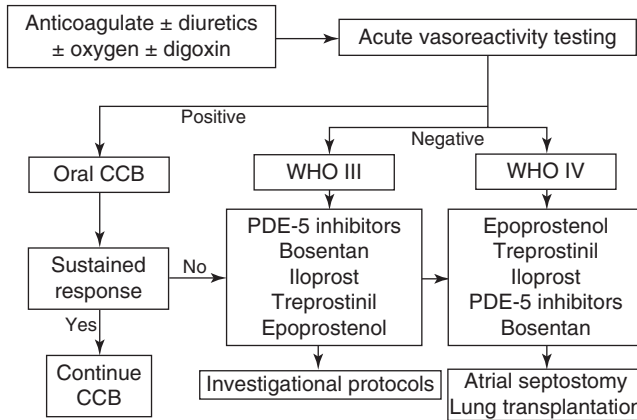 Anticoagulate ± diuretics
± oxygen ± digoxin
Acute vasoreactivity testing
Positive
Negative
Oral CCB
WHO III
WHO IV
Sustained
response
No
Yes
Continue
CCB
PDE-5 inhibitors
Bosentan
Iloprost
Treprostinil
Epoprostenol
Investigational protocols
Epoprostenol
Treprostinil
Iloprost
PDE-5 inhibitors
Bosentan
Atrial septostomy
Lung transplantation